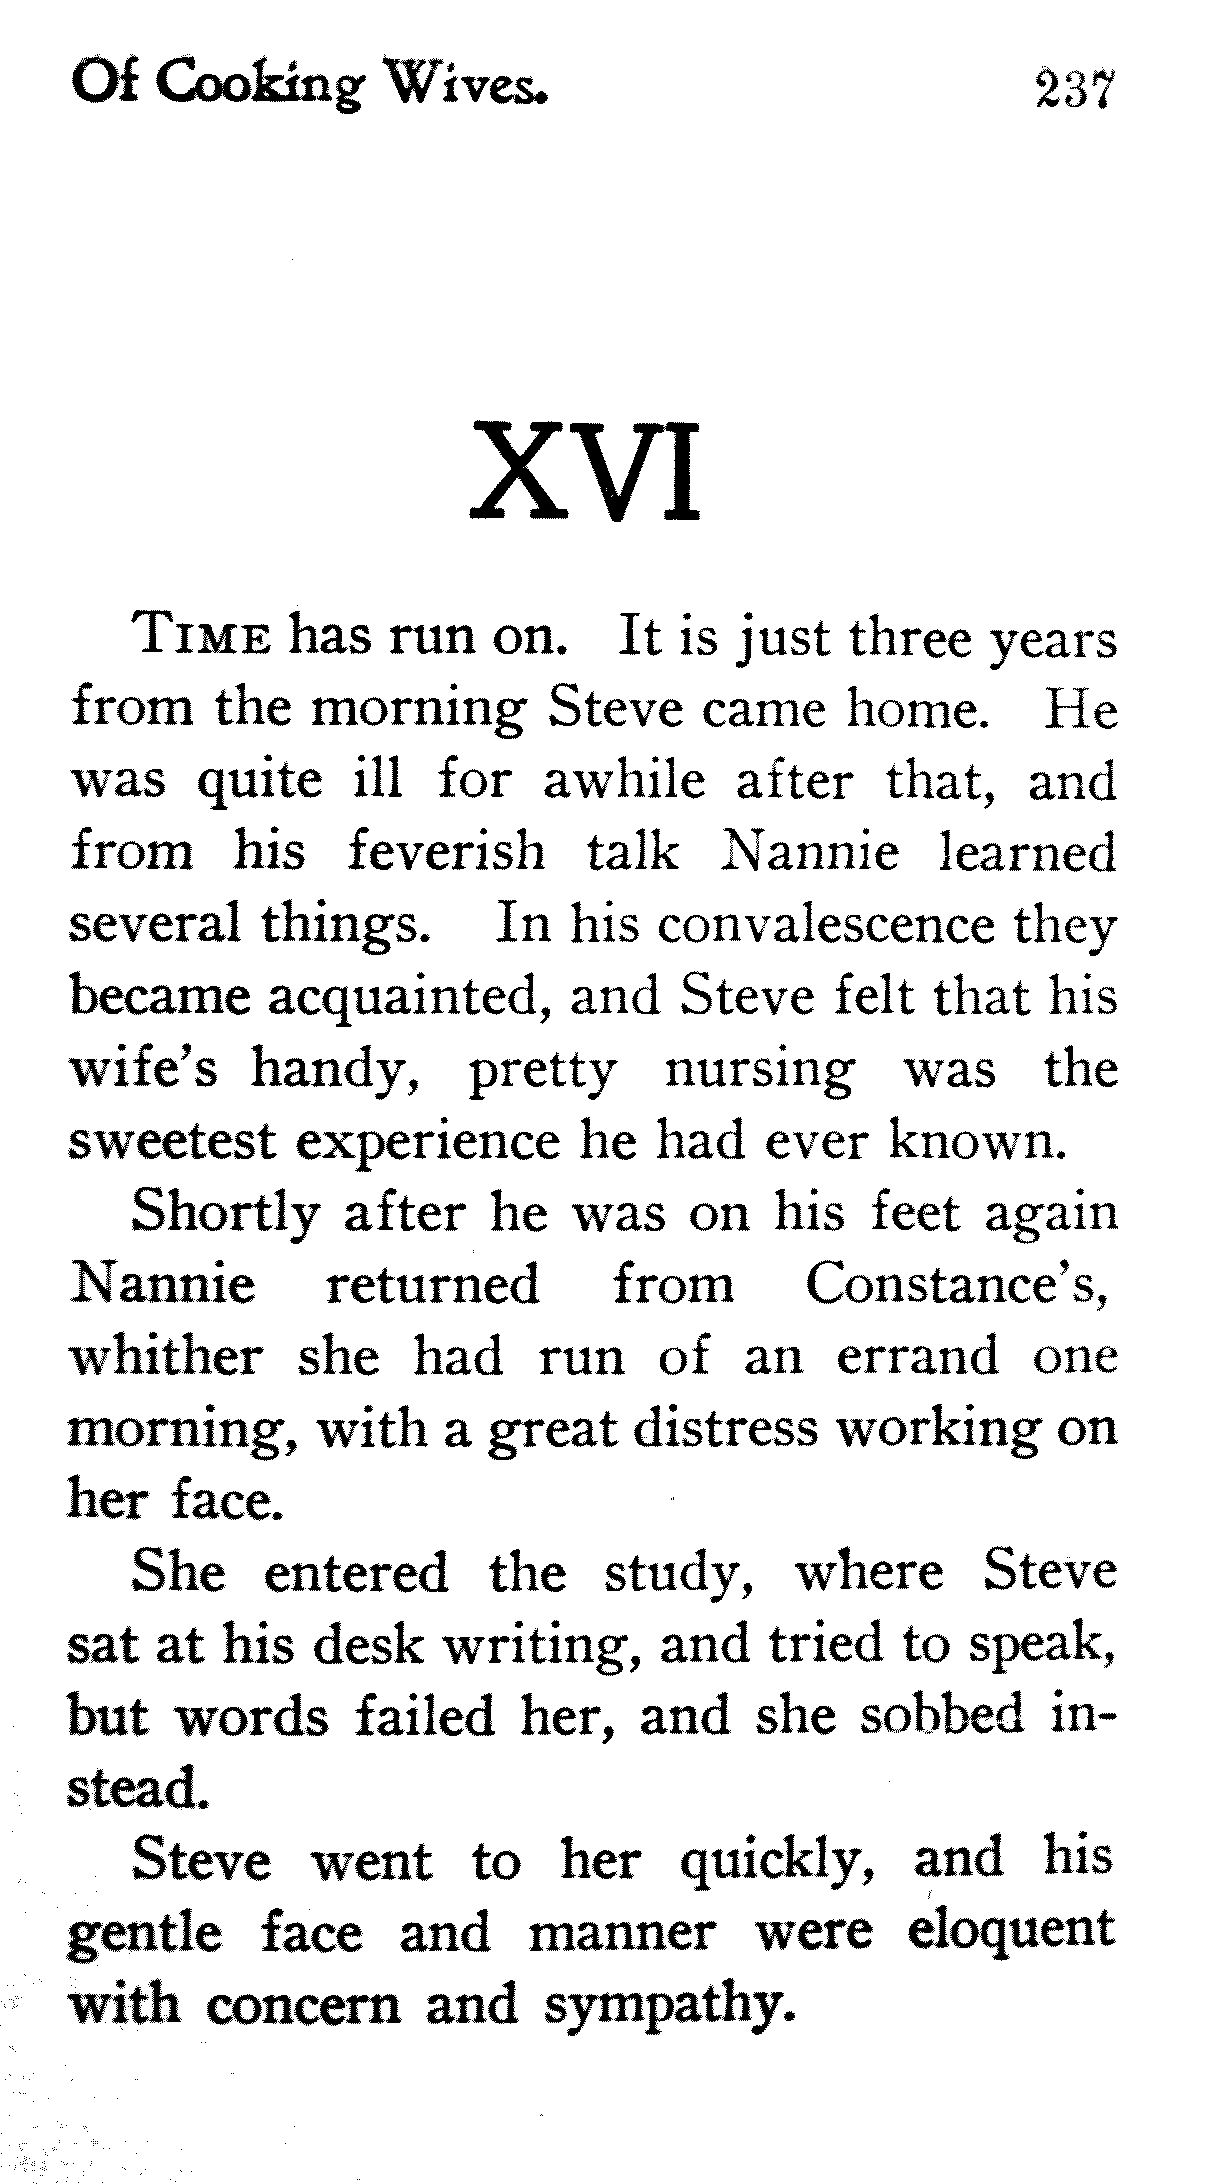 Of Cooking Wives. 237
XVI
TIME has run on. It is just three years
from the morning Steve came home. He
was quite ill for awhile after that, and
from his feverish talk Nannie learned
several things. In his convalescence they
became acquainted, and Steve felt that his
wife's handy, pretty nursing was the
sweetest experience he had ever known.
Shortly after he was on his feet again
Nannie returned from Constance's,
whither she had run of an errand one
morning, with a great distress working on
her face.
She entered the study, where Steve
sat at his desk writing, and tried to speak,
but words failed her, and she sobbed in-
stead.
Steve went to her quickly, and his
gentle face and manner were eloquent
with concern and sympathy.